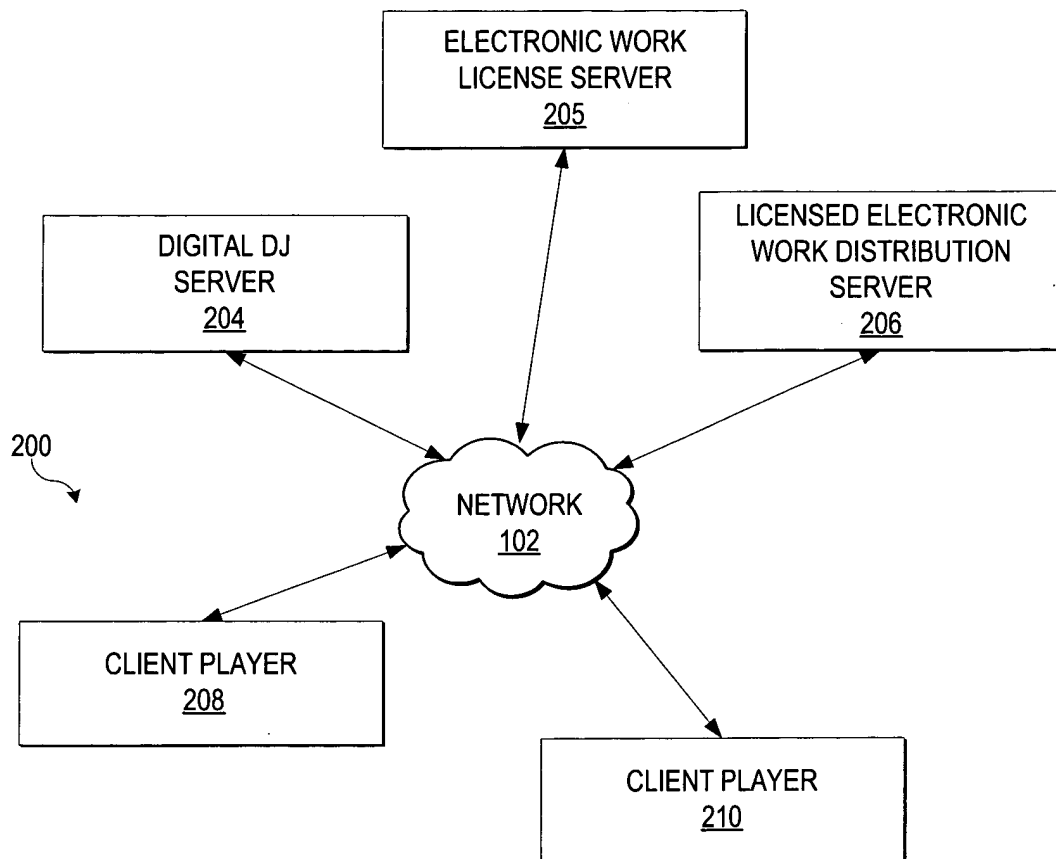 ELECTRONIC WORK
LICENSE SERVER
205
DIGITAL DJ
SERVER
204
LICENSED ELECTRONIC
WORK DISTRIBUTION
SERVER
206
200
NETWORK
102
CLIENT PLAYER
208
CLIENT PLAYER
210